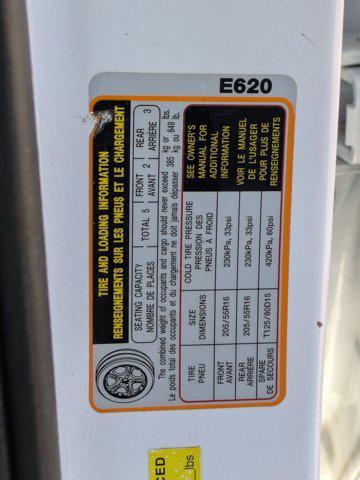 E620
TIRE AND LOADING INFORMATION
RENSEIGNEMENTS SUR LES PNEUS ET LE CHARGEMENT
SEATING CAPACITY TOTAL 5 FRONT 2 REAR 3
NOMBRE DE PLACES AVANT ARRIÈRE
The combined weight of occupants and cargo should never exceed 385 kg or 849 lbs.
Le poids total des occupants et du chargement ne doit jamais dépasser 385 kg ou 849 lb.
TIRE SIZE COLD TIRE PRESSURE
PNEU DIMENSIONS PRESSION DES
PNEUS À FROID
FRONT
AVANT 205/55R16 230kPa, 33psi
REAR
ARRIÈRE 205/55R16 230kPa, 33psi
SPARE
DE SECOURS T125/80D15 420kPa, 60psi
SEE OWNER'S
MANUAL FOR
ADDITIONAL
INFORMATION
VOIR LE MANUEL
DE L'USAGER
POUR PLUS DE
RENSEIGNEMENTS
CED
lbs